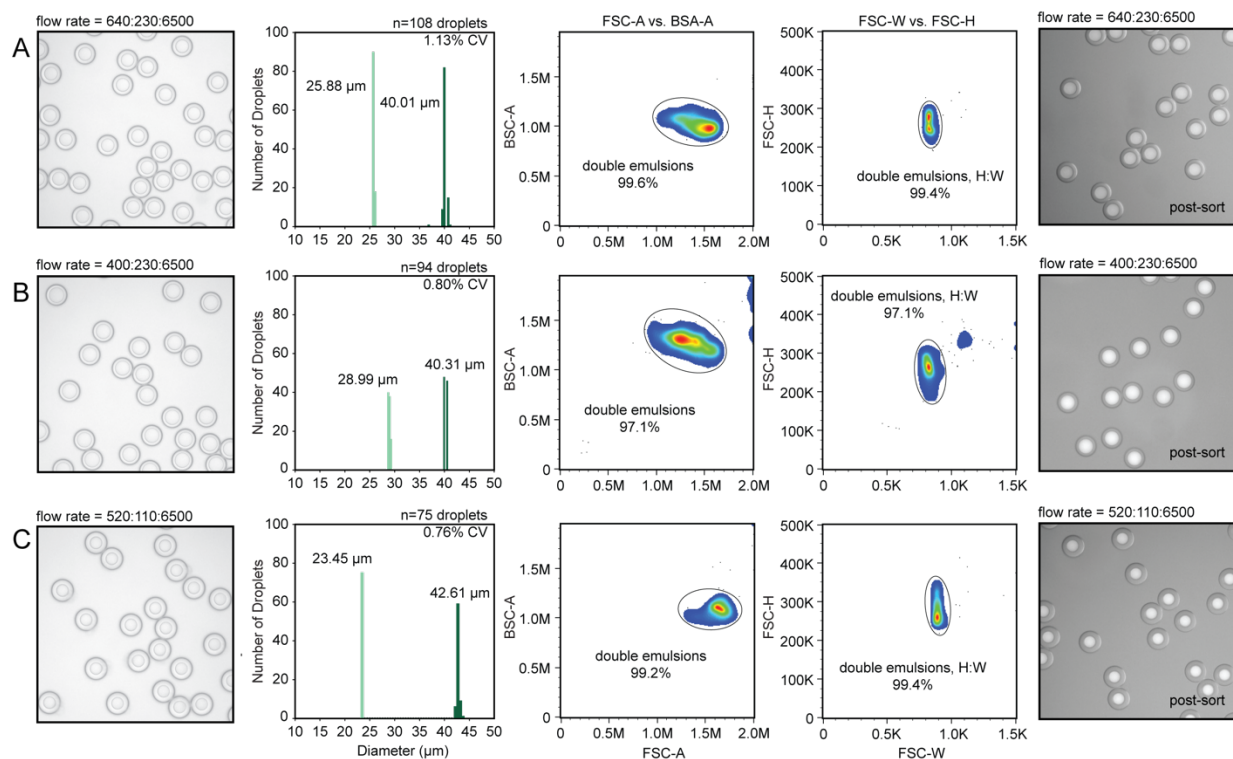 flow rate = 640:230:6500
A
Number of Droplets
100
80
60
40
20
0
n=108 droplets
1.13% CV
25.88 µm
40.01 µm
10 15 20 25 30 35 40 45 50
FSC-A vs. BSA-A
BSC-A
1.5M
1.0M
0.5M
0
double emulsions
99.6%
0 0.5M 1.0M 1.5M 2.0M
FSC-W vs. FSC-H
FSC-H
500K
400K
300K
200K
100K
0
double emulsions, H:W
99.4%
0 0.5K 1.0K 1.5K
flow rate = 640:230:6500
post-sort
flow rate = 400:230:6500
B
Number of Droplets
100
80
60
40
20
0
n=94 droplets
0.80% CV
28.99 µm
40.31 µm
10 15 20 25 30 35 40 45 50
BSC-A
1.5M
1.0M
0.5M
0
double emulsions
97.1%
0 0.5M 1.0M 1.5M 2.0M
FSC-H
500K
400K
300K
200K
100K
0
double emulsions, H:W
97.1%
0 0.5K 1.0K 1.5K
flow rate = 400:230:6500
post-sort
flow rate = 520:110:6500
C
Number of Droplets
100
80
60
40
20
0
n=75 droplets
0.76% CV
23.45 µm
42.61 µm
10 15 20 25 30 35 40 45 50
Diameter (µm)
BSC-A
1.5M
1.0M
0.5M
0
double emulsions
99.2%
0 0.5M 1.0M 1.5M 2.0M
FSC-A
FSC-H
500K
400K
300K
200K
100K
0
double emulsions, H:W
99.4%
0 0.5K 1.0K 1.5K
FSC-W
flow rate = 520:110:6500
post-sort